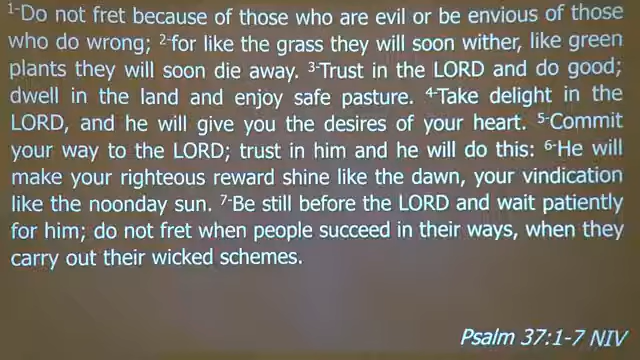 1-Do not fret because of those who are evil or be envious of those
who do wrong; 2-for like the grass they will soon wither, like green
plants they will soon die away. 3-Trust in the LORD and do good;
dwell in the land and enjoy safe pasture. 4-Take delight in the
LORD, and he will give you the desires of your heart. 5-Commit
your way to the LORD; trust in him and he will do this: 6-He will
make your righteous reward shine like the dawn, your vindication
like the noonday sun. 7-Be still before the LORD and wait patiently
for him; do not fret when people succeed in their ways, when they
carry out their wicked schemes.
Psalm 37:1-7 NIV